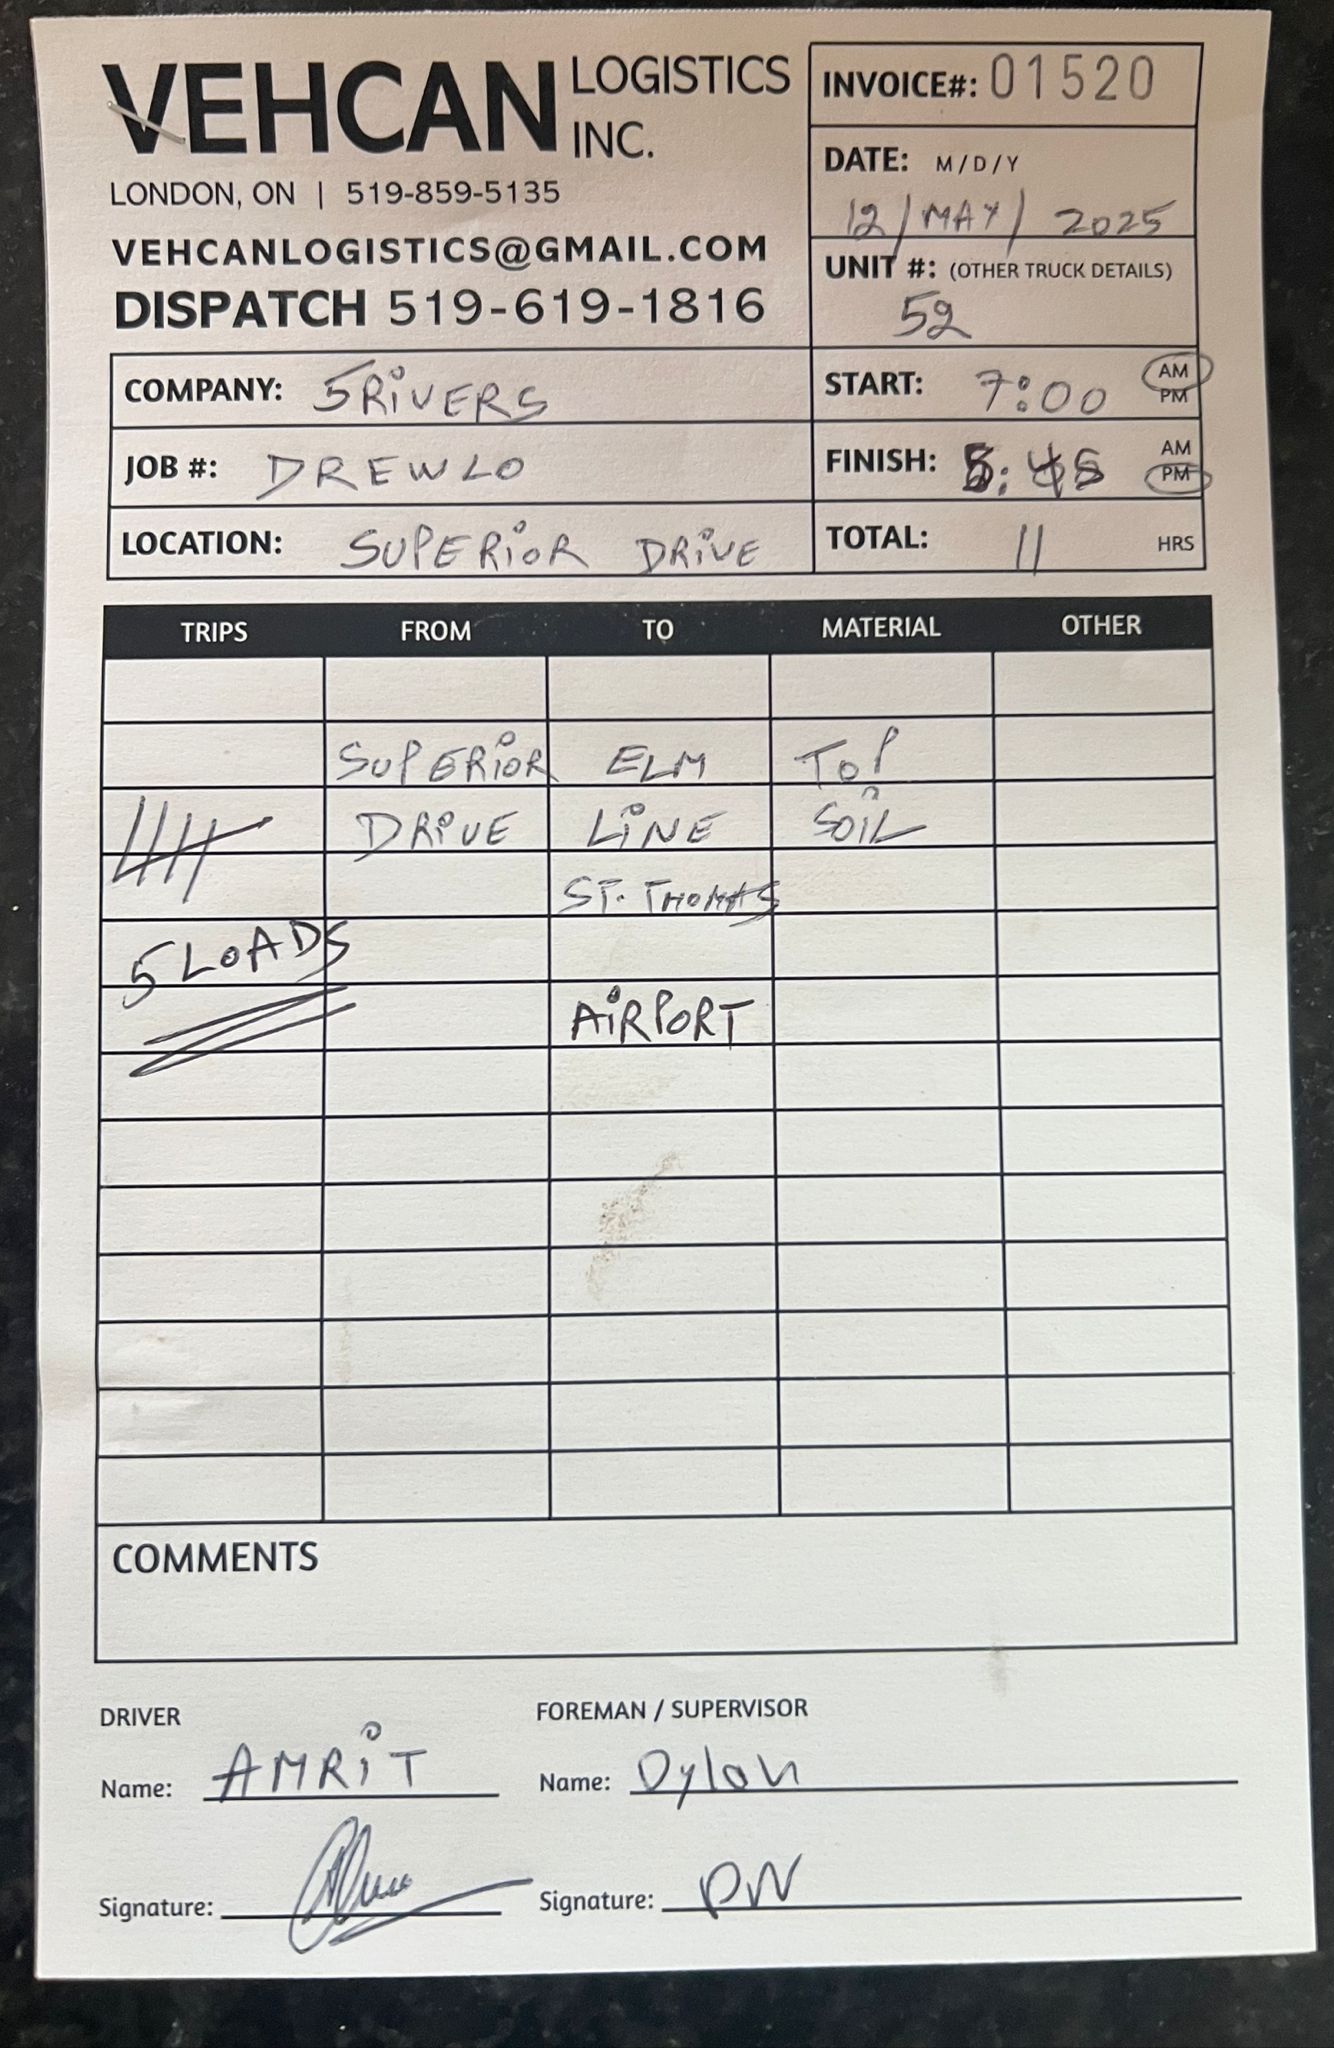 VEHCAN LOGISTICS INC.
LONDON, ON | 519-859-5135
VEHCANLOGISTICS@GMAIL.COM
DISPATCH 519-619-1816
INVOICE#: 01520
DATE: M/D/Y
12/MAY/2025
UNIT #: (OTHER TRUCK DETAILS)
52
COMPANY: 5RIVERS
JOB #: DREWLO
LOCATION: SUPERIOR DRIVE
START: 7:00 AM PM
FINISH: 5:45 AM PM
TOTAL: 11 HRS
TRIPS FROM TO MATERIAL OTHER
SUPERIOR ELM TOP
DRIVE LINE SOIL
ST. THOMAS
5 LOADS
AIRPORT
COMMENTS
DRIVER
Name: AMRIT
Signature:
FOREMAN / SUPERVISOR
Name: Dylan
Signature: DW